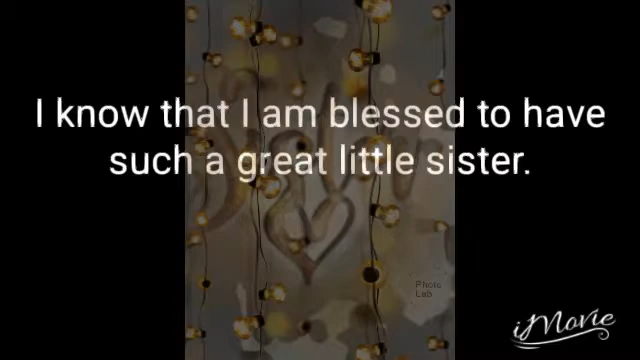 I know that I am blessed to have
such a great little sister.
Photo
Lab
iMovie